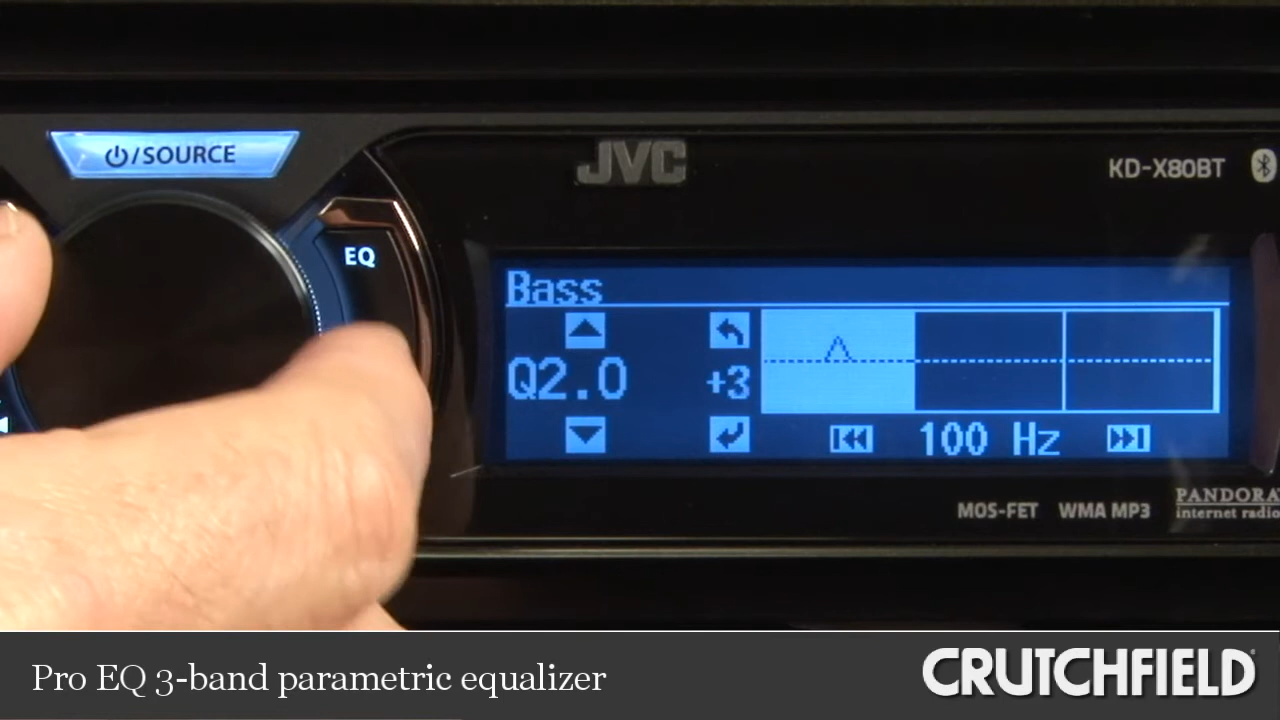 ⏻/SOURCE
JVC
KD-X80BT
EQ
Bass
Q2.0
+3
100 Hz
MOS-FET WMA MP3
PANDORA
internet radio
Pro EQ 3-band parametric equalizer
CRUTCHFIELD